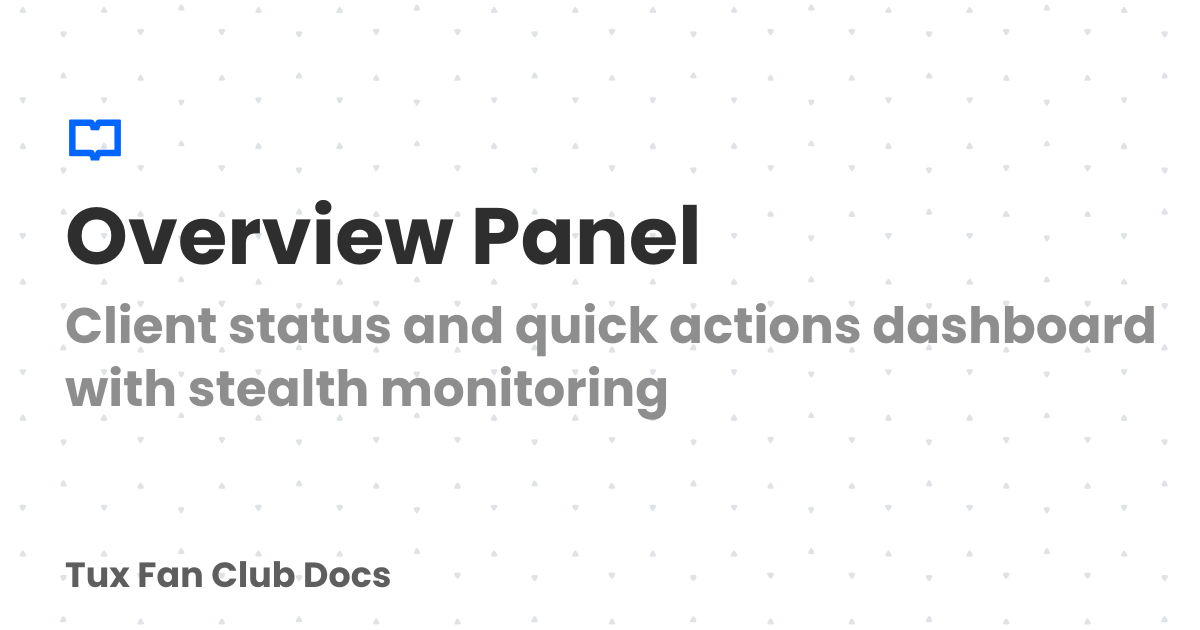 Overview Panel
Client status and quick actions dashboard
with stealth monitoring
Tux Fan Club Docs